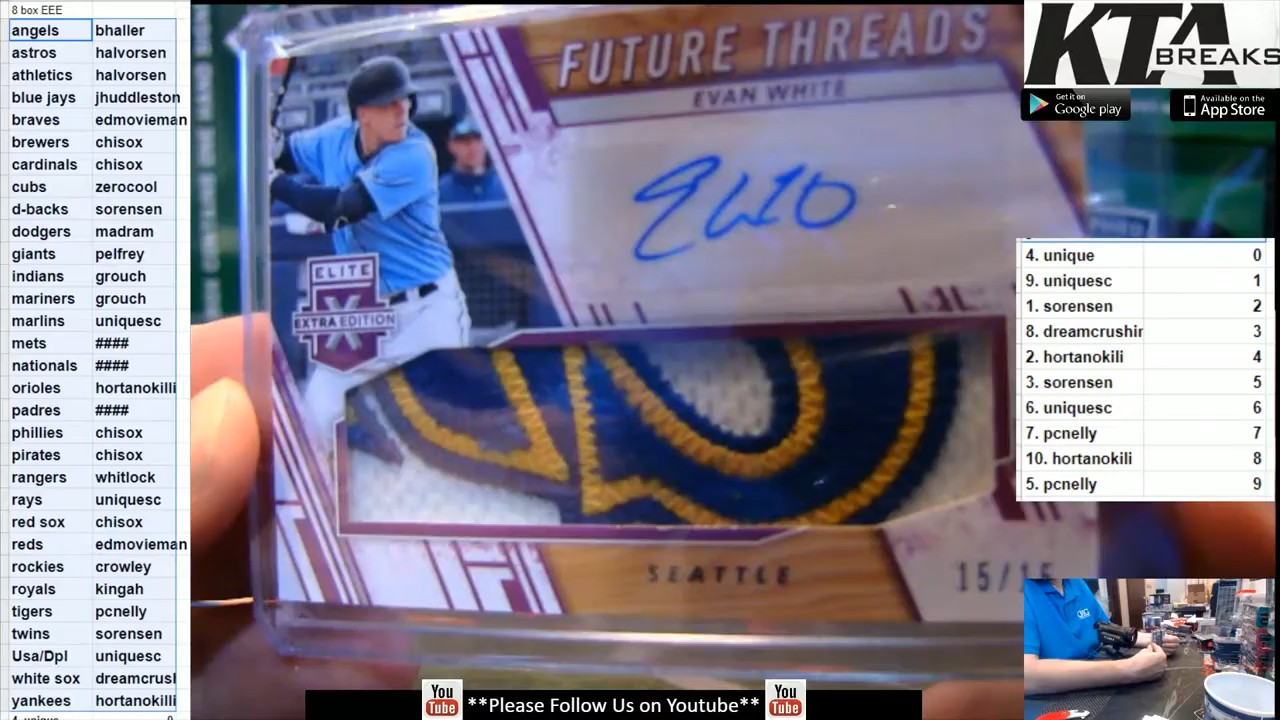 8 box EEE
angels bhaller
astros halvorsen
athletics halvorsen
blue jays jhuddleston
braves edmovieman
brewers chisox
cardinals chisox
cubs zerocool
d-backs sorensen
dodgers madram
giants pelfrey
indians grouch
mariners grouch
marlins uniquesc
mets ####
nationals ####
orioles hortanokilli
padres ####
phillies chisox
pirates chisox
rangers whitlock
rays uniquesc
red sox chisox
reds edmovieman
rockies crowley
royals kingah
tigers pcnelly
twins sorensen
Usa/Dpl uniquesc
white sox dreamcrusl
yankees hortanokilli
FUTURE THREADS
EVAN WHITE
ELITE
X
EXTRA EDITION
SEATTLE
15/15
KTA
BREAKS
Get it on
Google play
Available on the
App Store
4. unique 0
9. uniquesc 1
1. sorensen 2
8. dreamcrushir 3
2. hortanokili 4
3. sorensen 5
6. uniquesc 6
7. pcnelly 7
10. hortanokili 8
5. pcnelly 9
You
Tube
**Please Follow Us on Youtube**
You
Tube